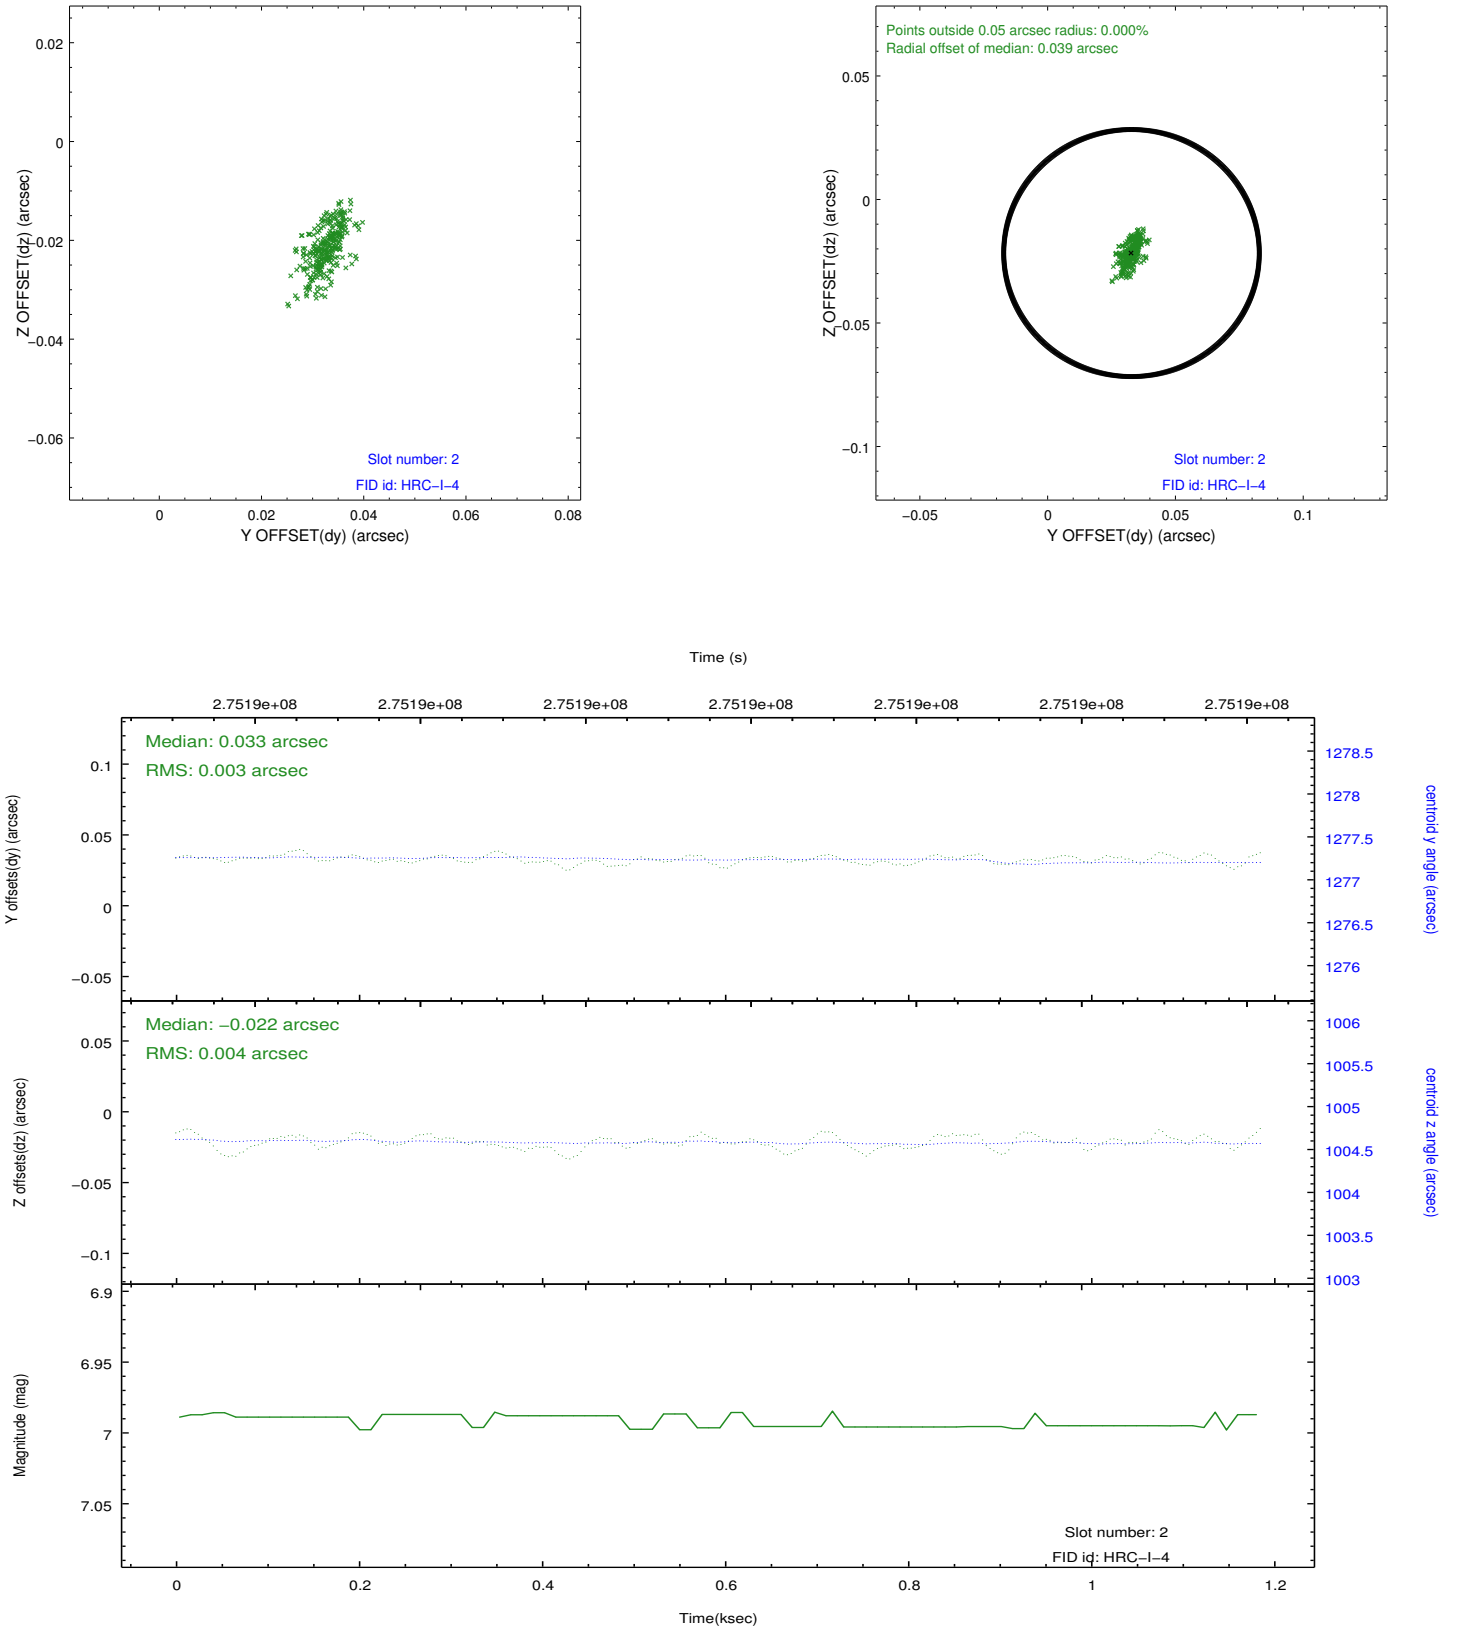 0.02
0
−0.02
−0.04
−0.06
Z OFFSET(dz) (arcsec)
Slot number: 2
FID id: HRC−I−4
0 0.02 0.04 0.06 0.08
Y OFFSET(dy) (arcsec)
Points outside 0.05 arcsec radius: 0.000%
Radial offset of median: 0.039 arcsec
0.05
0
−0.05
−0.1
Z OFFSET(dz) (arcsec)
Slot number: 2
FID id: HRC−I−4
−0.05 0 0.05 0.1
Y OFFSET(dy) (arcsec)
Time (s)
2.7519e+08 2.7519e+08 2.7519e+08 2.7519e+08 2.7519e+08 2.7519e+08 2.7519e+08
Median: 0.033 arcsec
RMS: 0.003 arcsec
0.1
0.05
0
−0.05
Y offsets(dy) (arcsec)
1278.5
1278
1277.5
1277
1276.5
1276
centroid y angle (arcsec)
Median: −0.022 arcsec
RMS: 0.004 arcsec
0.05
0
−0.05
−0.1
Z offsets(dz) (arcsec)
1006
1005.5
1005
1004.5
1004
1003.5
1003
centroid z angle (arcsec)
6.9
6.95
7
7.05
Magnitude (mag)
Slot number: 2
FID id: HRC−I−4
0 0.2 0.4 0.6 0.8 1 1.2
Time(ksec)